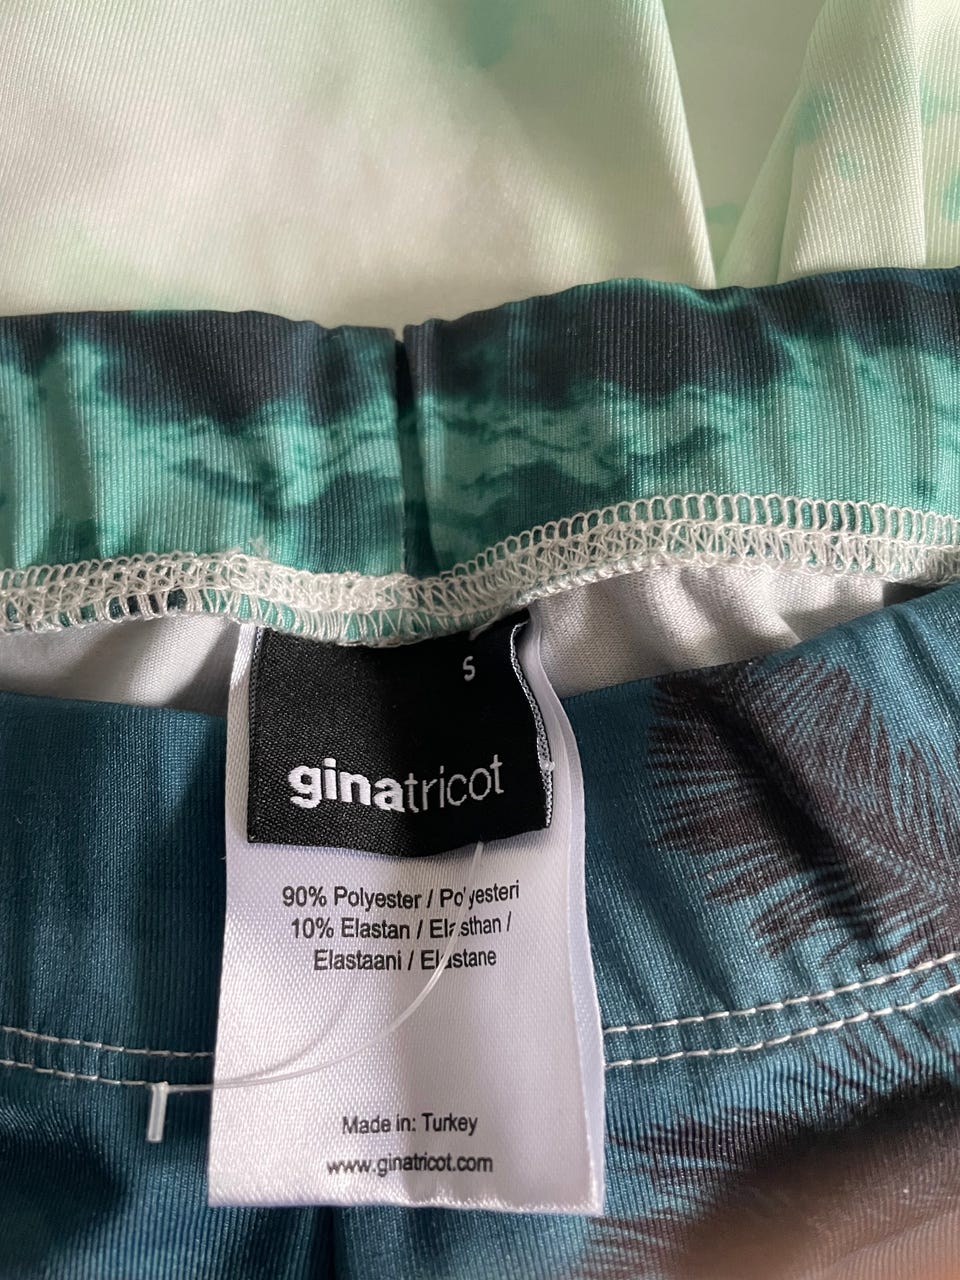 S
ginatricot
90% Polyester / Polyesteri
10% Elastan / Elasthan /
Elastaani / Elastane
Made in: Turkey
www.ginatricot.com